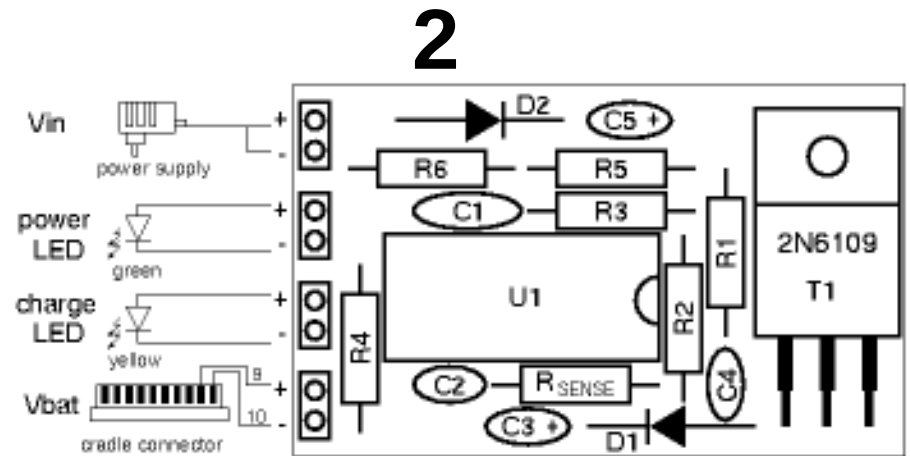 2
Vin
+
-
power supply
power
LED
+
-
green
charge
LED
+
-
yellow
Vbat
9
+
10
-
cradle connector
D2
C5 +
R6
R5
C1
R3
R1
2N6109
T1
U1
R2
R4
C2
RSENSE
C4
C3 +
D1